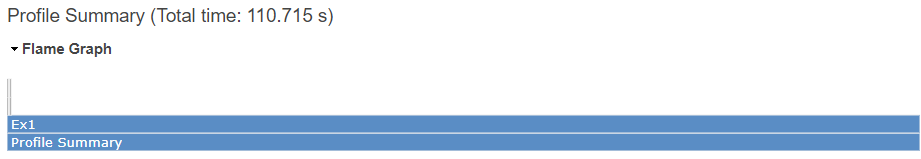 Profile Summary (Total time: 110.715 s)
Flame Graph
Ex1
Profile Summary